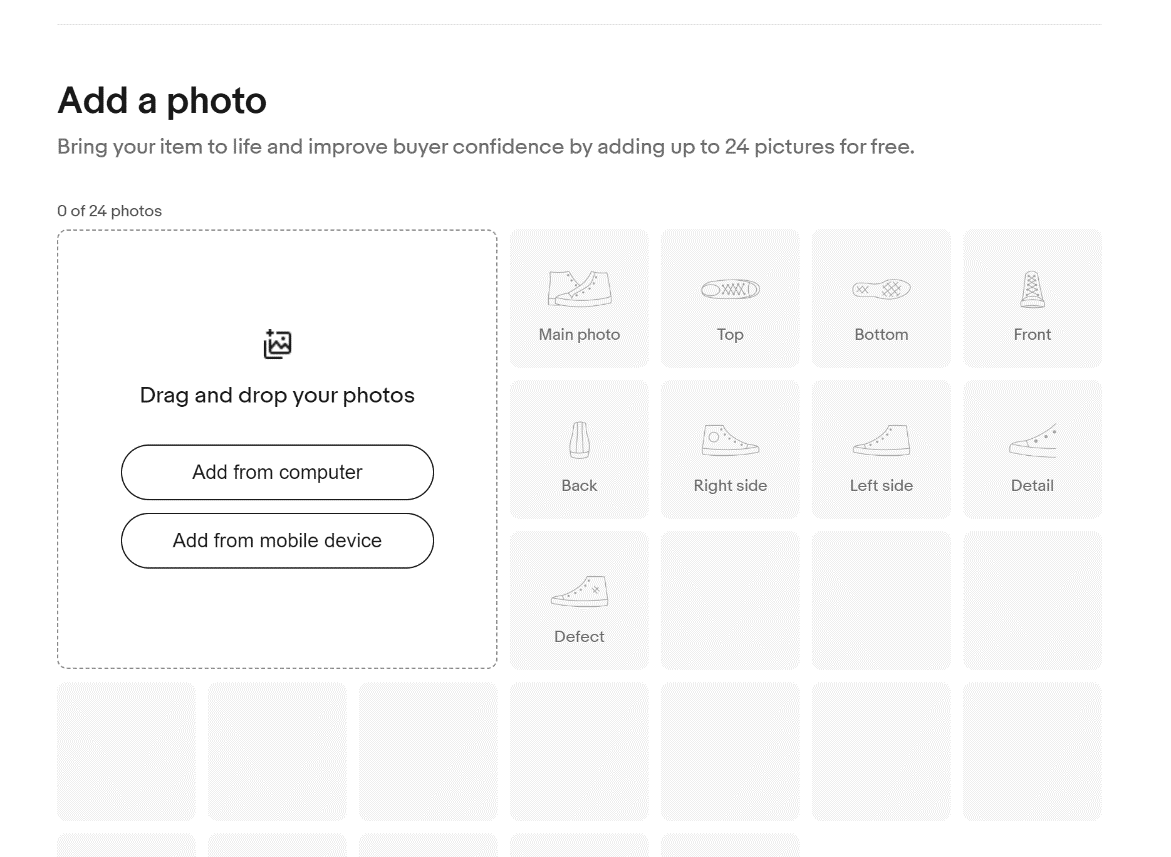 Add a photo
Bring your item to life and improve buyer confidence by adding up to 24 pictures for free.
0 of 24 photos
Drag and drop your photos
Add from computer
Add from mobile device
Main photo
Top
Bottom
Front
Back
Right side
Left side
Detail
Defect